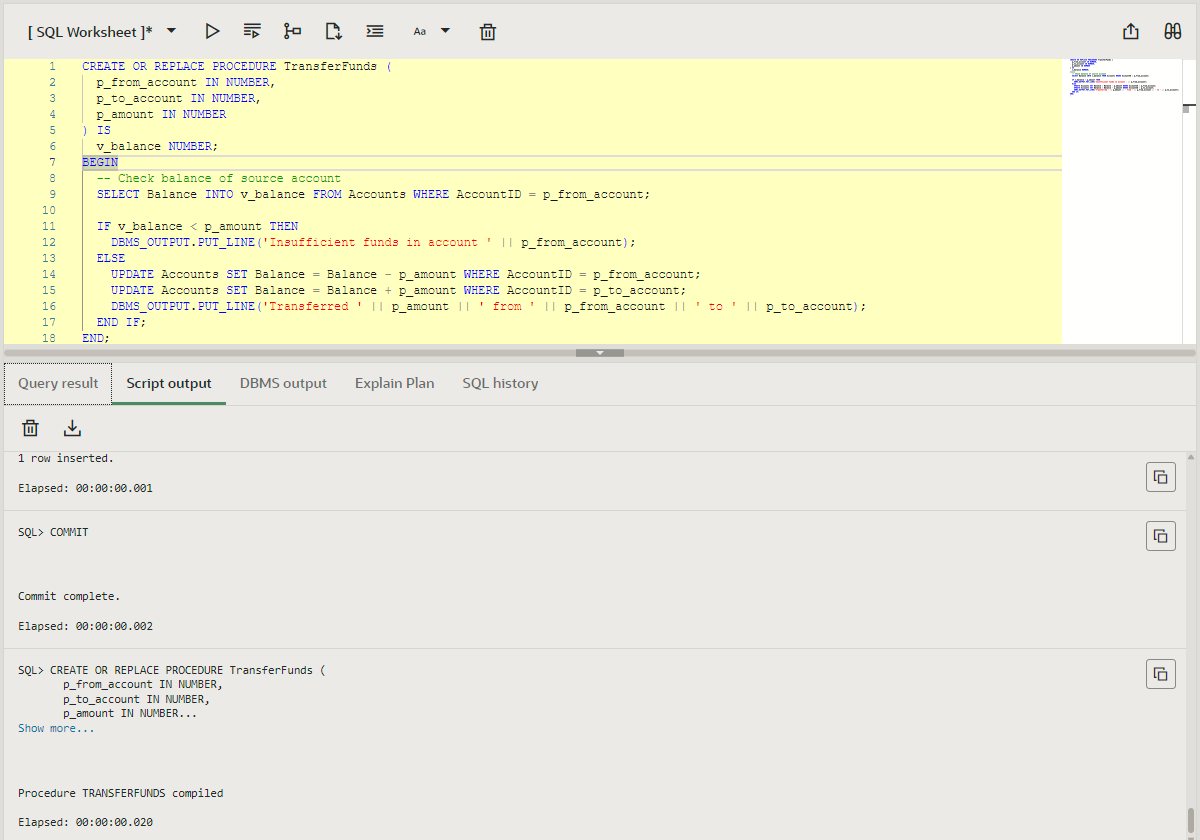 [ SQL Worksheet ]*
Aa
1 CREATE OR REPLACE PROCEDURE TransferFunds (
2 p_from_account IN NUMBER,
3 p_to_account IN NUMBER,
4 p_amount IN NUMBER
5 ) IS
6 v_balance NUMBER;
7 BEGIN
8 -- Check balance of source account
9 SELECT Balance INTO v_balance FROM Accounts WHERE AccountID = p_from_account;
10
11 IF v_balance < p_amount THEN
12 DBMS_OUTPUT.PUT_LINE('Insufficient funds in account ' || p_from_account);
13 ELSE
14 UPDATE Accounts SET Balance = Balance - p_amount WHERE AccountID = p_from_account;
15 UPDATE Accounts SET Balance = Balance + p_amount WHERE AccountID = p_to_account;
16 DBMS_OUTPUT.PUT_LINE('Transferred ' || p_amount || ' from ' || p_from_account || ' to ' || p_to_account);
17 END IF;
18 END;
Query result Script output DBMS output Explain Plan SQL history
1 row inserted.
Elapsed: 00:00:00.001
SQL> COMMIT
Commit complete.
Elapsed: 00:00:00.002
SQL> CREATE OR REPLACE PROCEDURE TransferFunds (
p_from_account IN NUMBER,
p_to_account IN NUMBER,
p_amount IN NUMBER...
Show more...
Procedure TRANSFERFUNDS compiled
Elapsed: 00:00:00.020